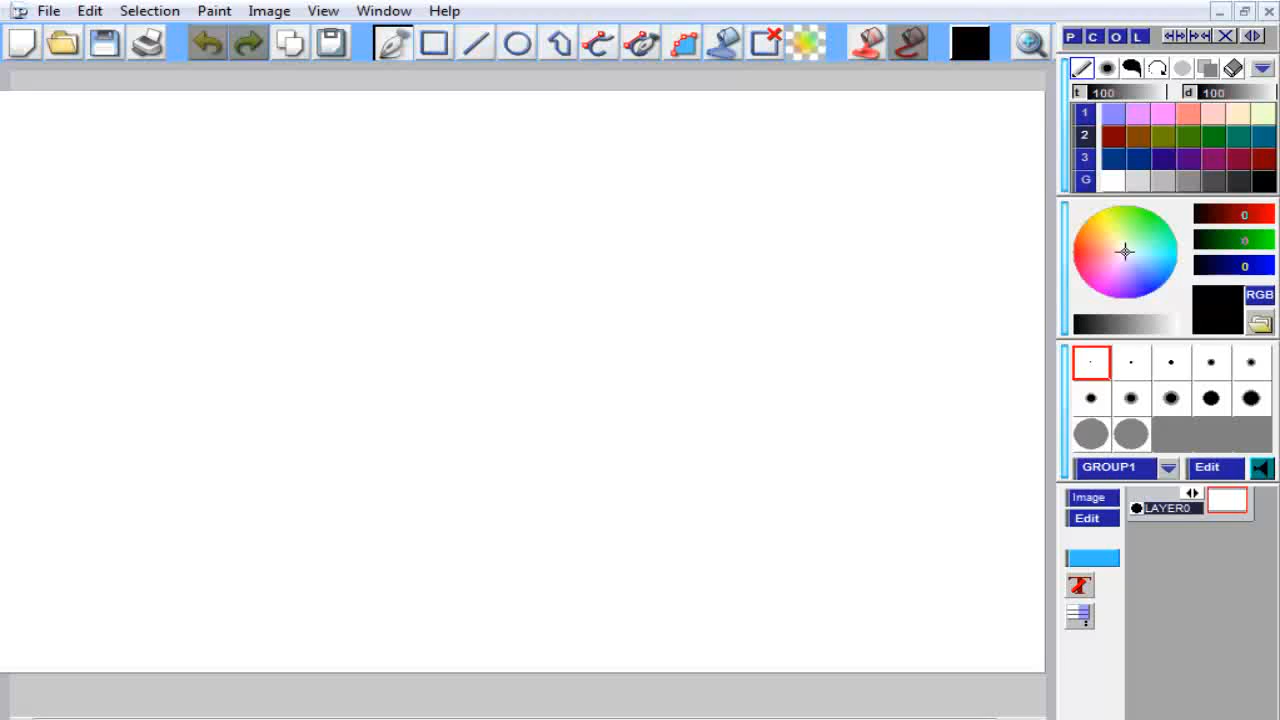 File Edit Selection Paint Image View Window Help
P C O L
t 100 d 100
1
2
3
G
0
0
0
RGB
GROUP1 Edit
Image
LAYER0
Edit